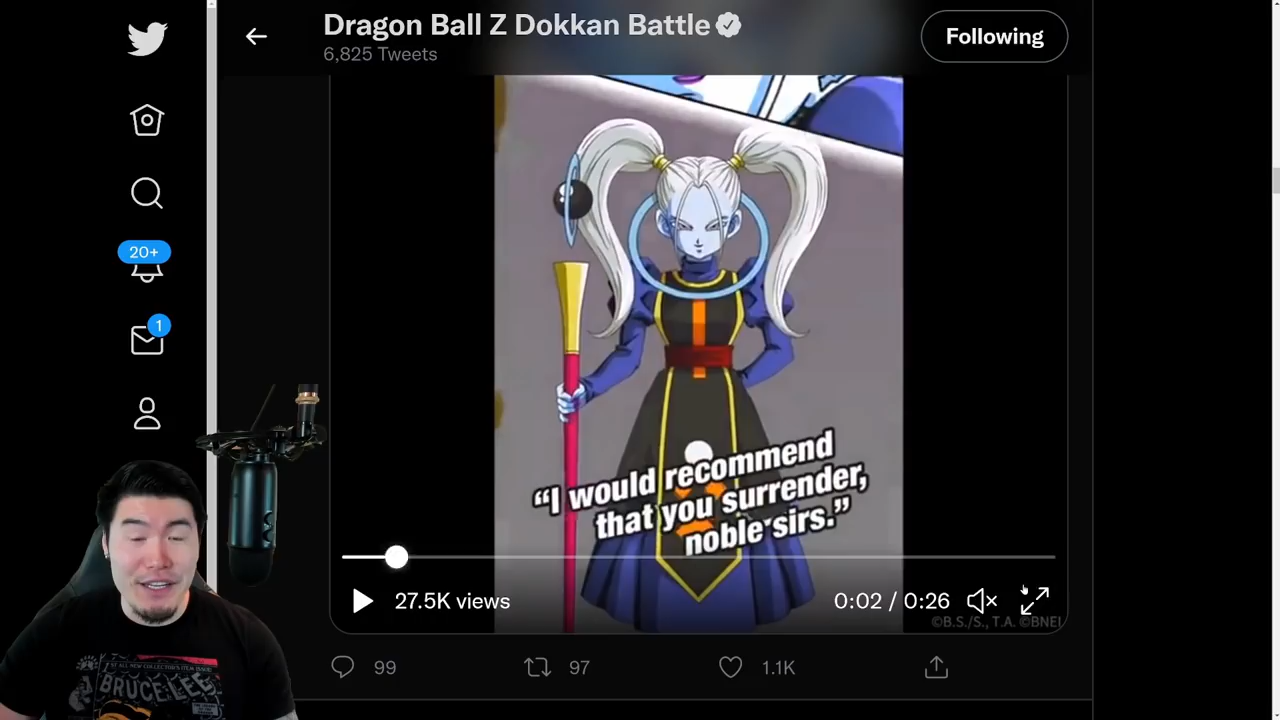 Dragon Ball Z Dokkan Battle
6,825 Tweets
Following
20+
1
“I would recommend
that you surrender,
noble sirs.”
27.5K views
0:02 / 0:26
©B.S./S., T.A. ©BNEI
99
97
1.1K
BRUCE LEE